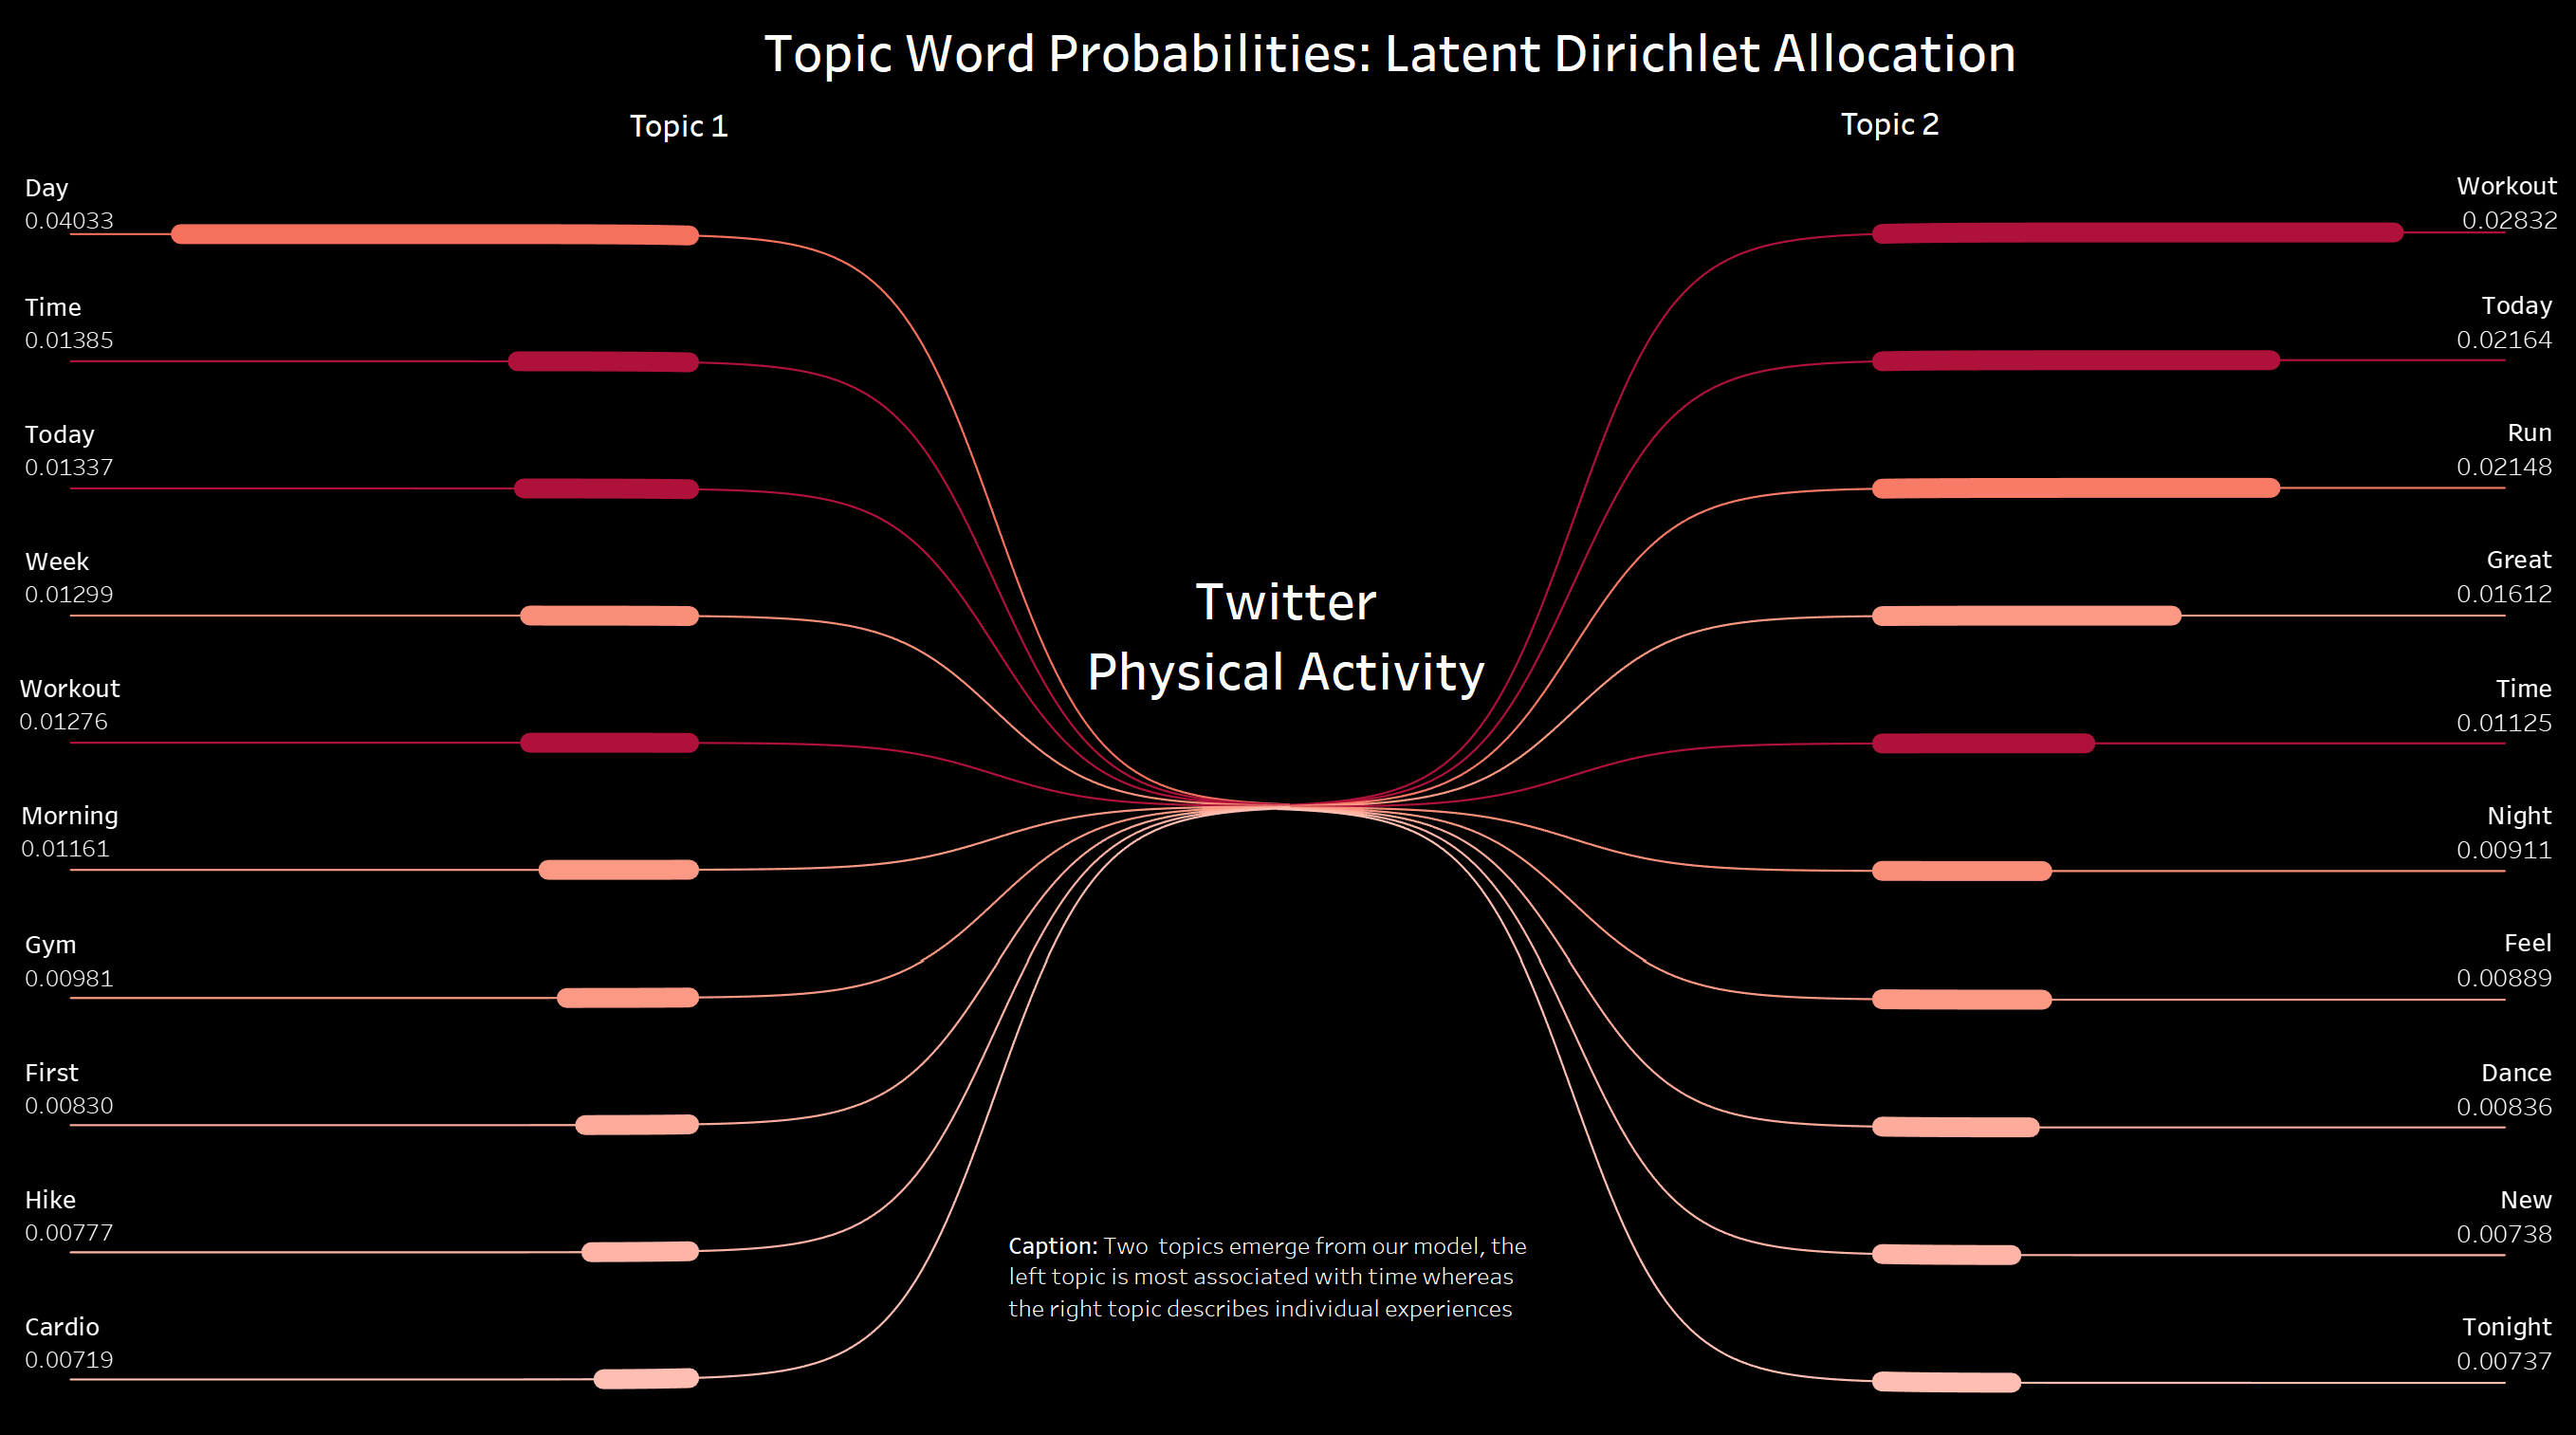 Topic Word Probabilities: Latent Dirichlet Allocation
Topic 1
Day
0.04033
Time
0.01385
Today
0.01337
Week
0.01299
Workout
0.01276
Morning
0.01161
Gym
0.00981
First
0.00830
Hike
0.00777
Cardio
0.00719
Twitter
Physical Activity
Caption: Two topics emerge from our model, the
left topic is most associated with time whereas
the right topic describes individual experiences
Topic 2
Workout
0.02832
Today
0.02164
Run
0.02148
Great
0.01612
Time
0.01125
Night
0.00911
Feel
0.00889
Dance
0.00836
New
0.00738
Tonight
0.00737